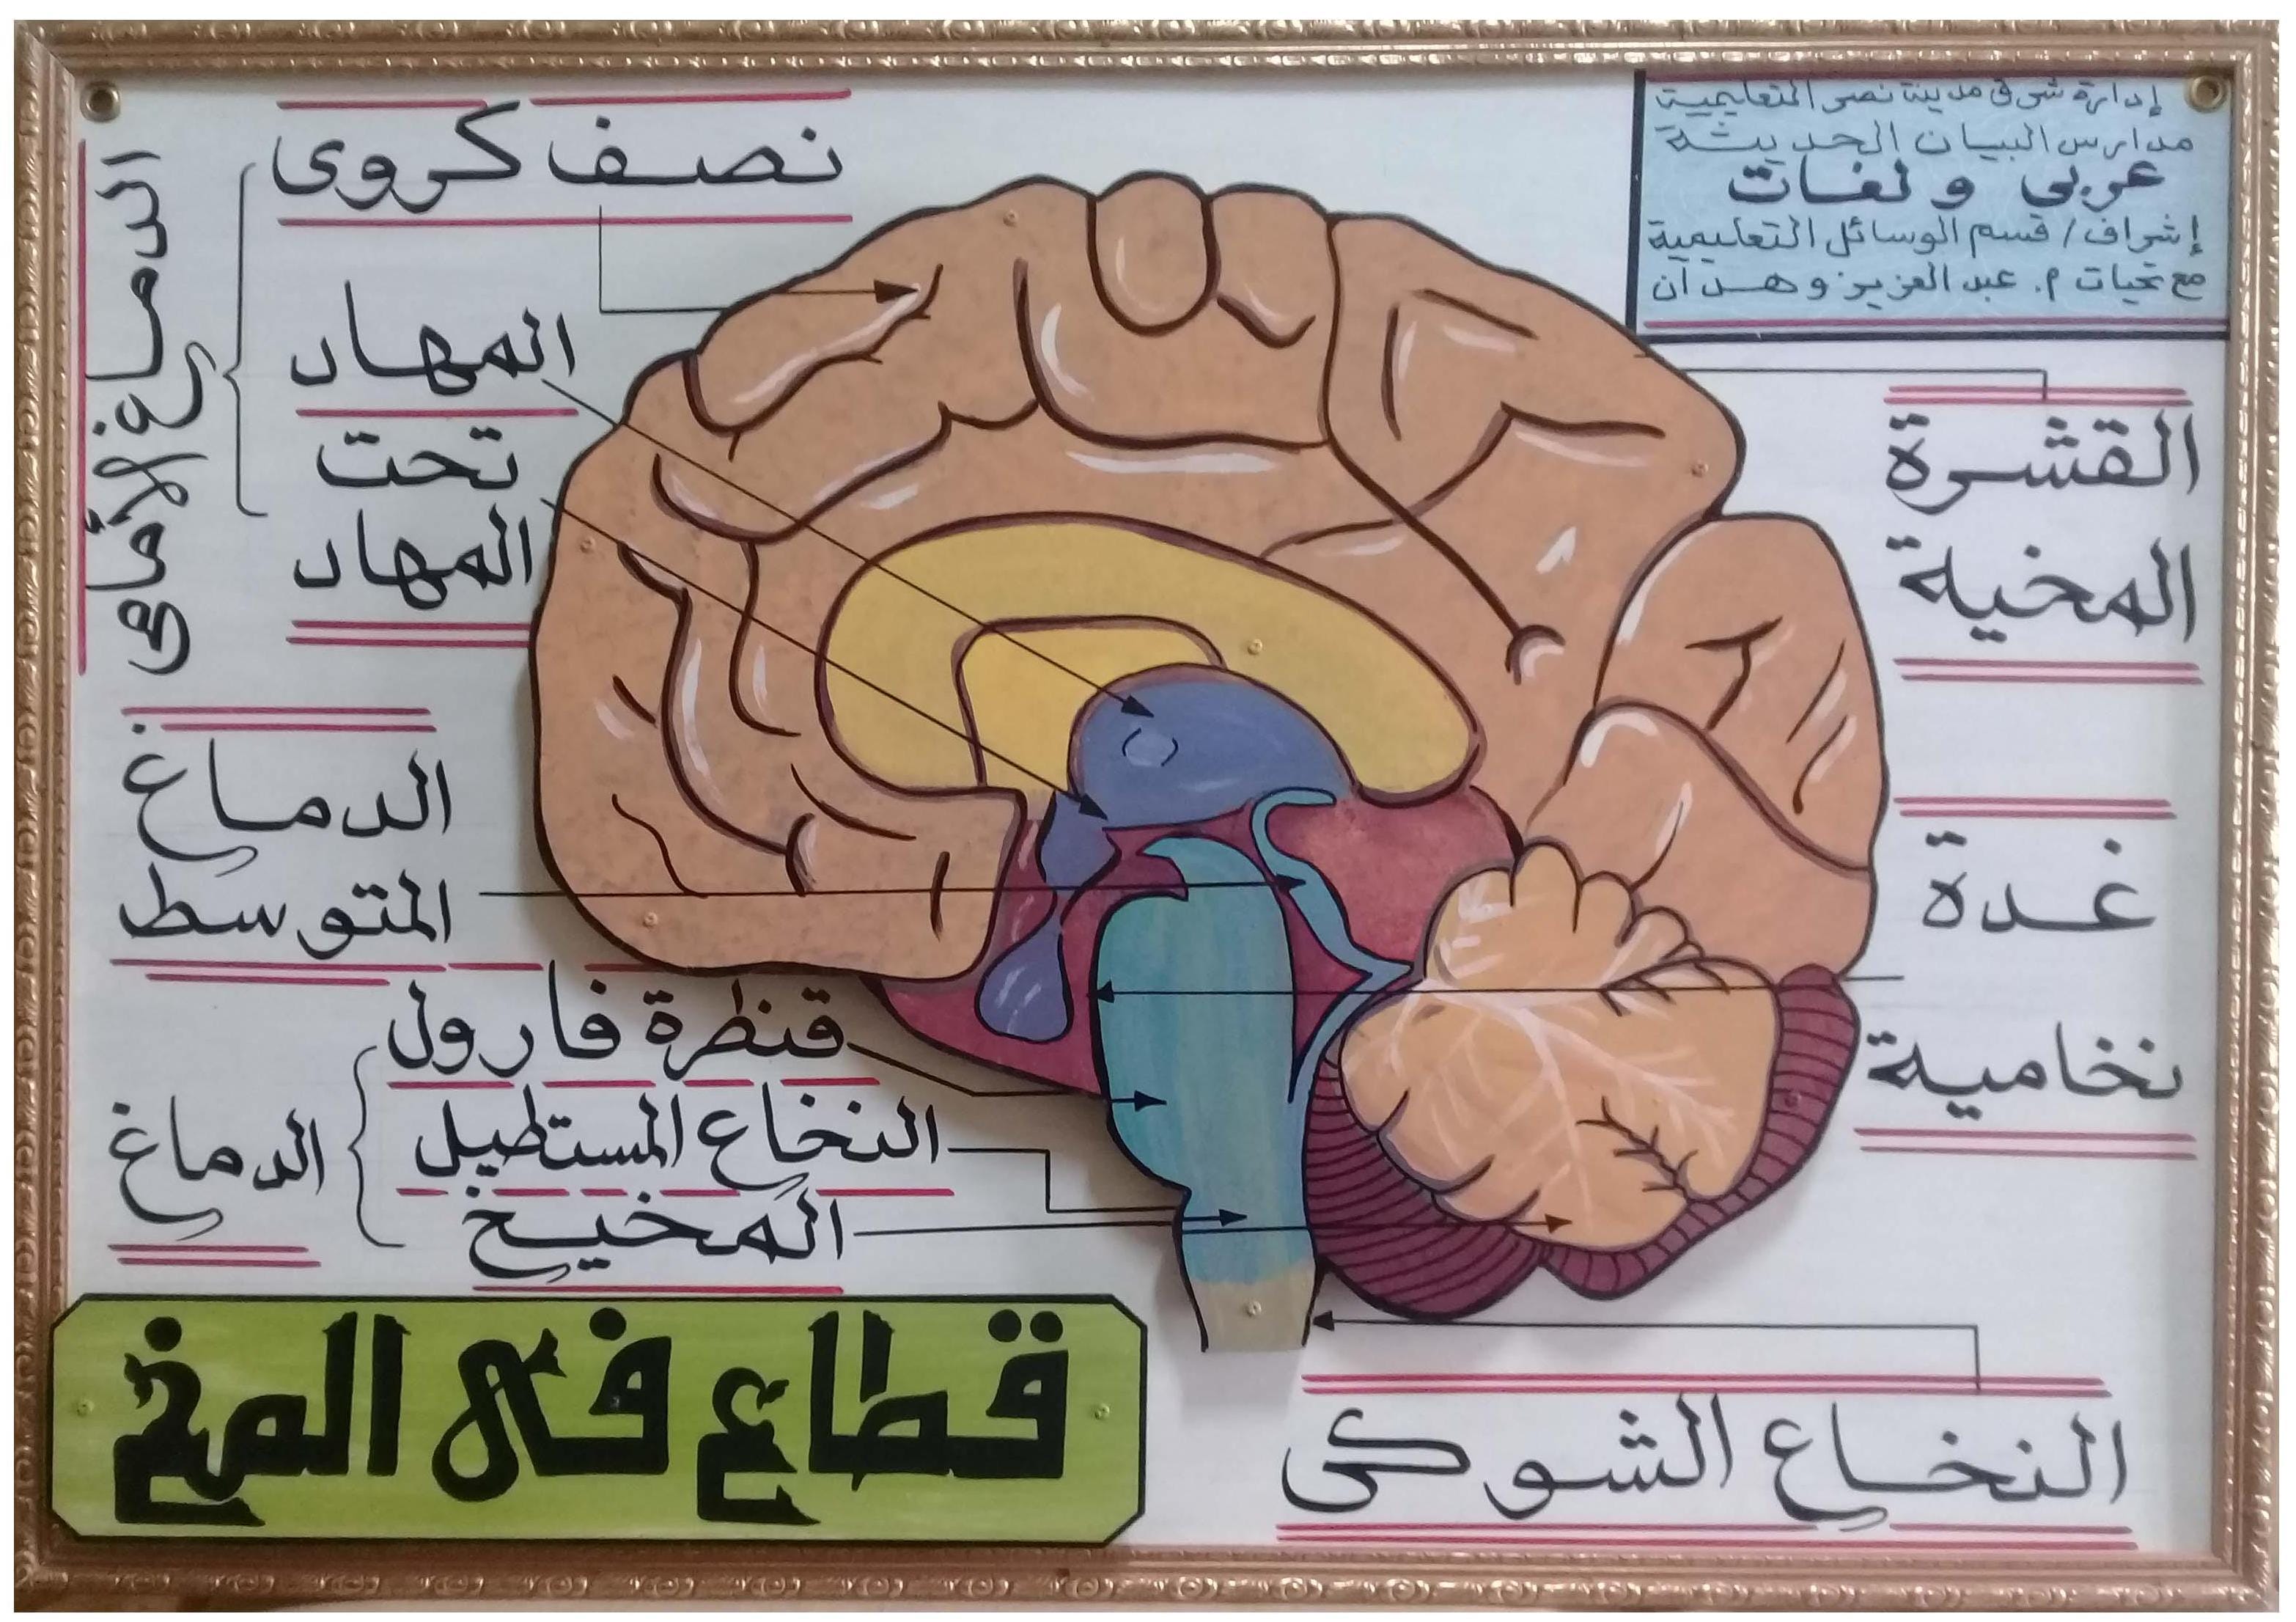 إدارة شرق مدينة نصر التعليمية
مدارس البيان الحديثة
عربى ولغات
إشراف / قسم الوسائل التعليمية
مع تحيات م. عبد العزيز وهدان
نصف كروى
المهاد
تحت
المهاد
الدماغ الأمامى
القشرة
المخية
الدماغ
المتوسط
غدة
نخامية
قنطرة فارول
النخاع المستطيل
المخيخ
الدماغ
قطاع فى المخ
النخاع الشوكى